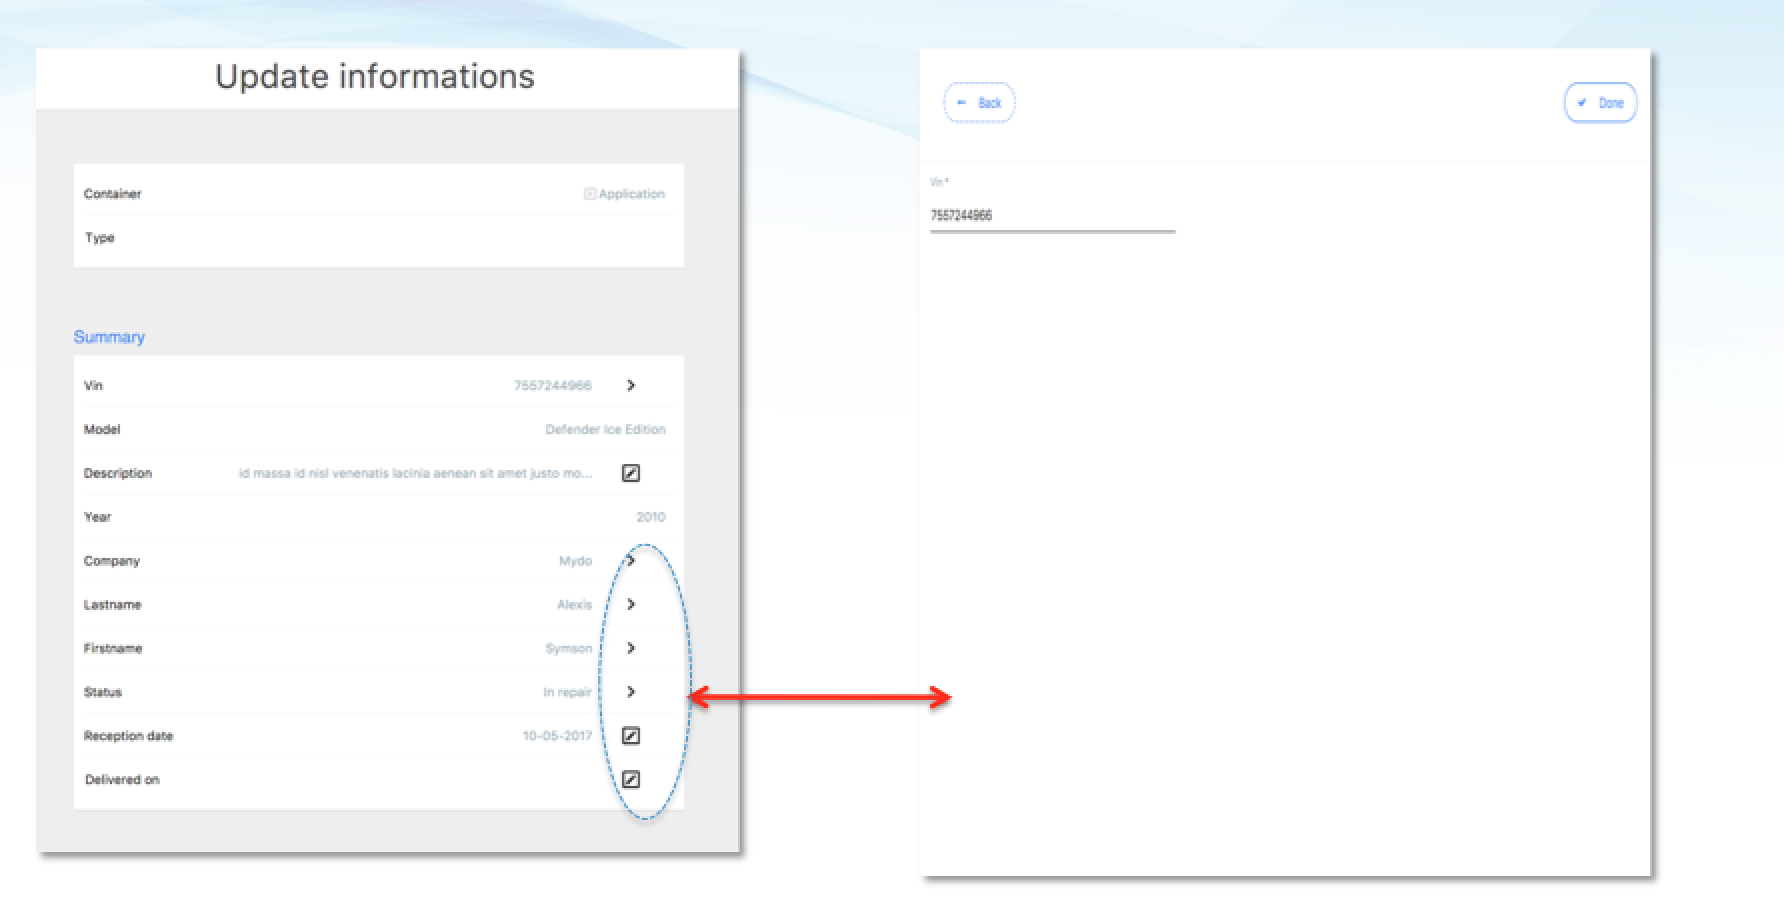 Update informations
Container Application
Type
Summary
Vin 7557244966
Model Defender Ice Edition
Description id massa id nisl venenatis lacinia aenean sit amet justo mo...
Year 2010
Company Mydo
Lastname Alexis
Firstname Symson
Status In repair
Reception date 10-05-2017
Delivered on
Back Done
Vin *
7557244966